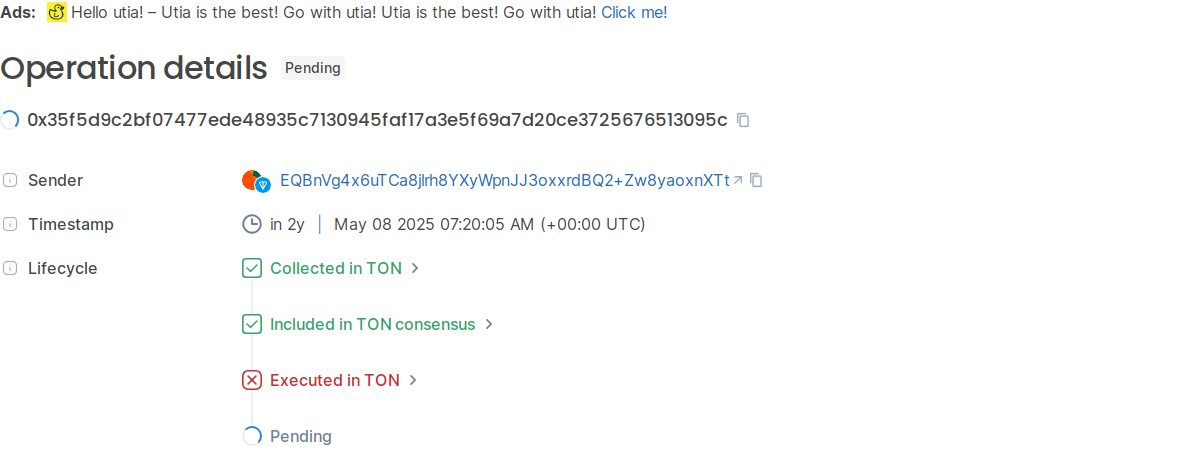 Ads: Hello utia! – Utia is the best! Go with utia! Utia is the best! Go with utia! Click me!
Operation details Pending
0x35f5d9c2bf07477ede48935c7130945faf17a3e5f69a7d20ce3725676513095c
Sender EQBnVg4x6uTCa8jlrh8YXyWpnJJ3oxxrdBQ2+Zw8yaoxnXTt
Timestamp in 2y | May 08 2025 07:20:05 AM (+00:00 UTC)
Lifecycle Collected in TON
Included in TON consensus
Executed in TON
Pending